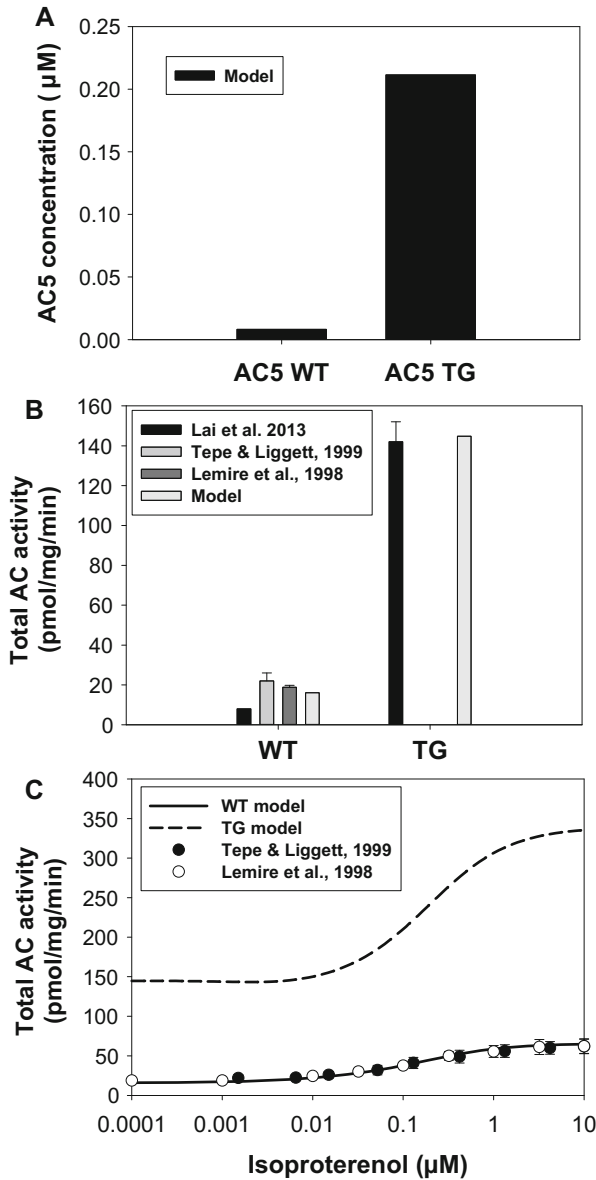 A
AC5 concentration ( µM)
0.25
0.20
0.15
0.10
0.05
0.00
Model
AC5 WT AC5 TG
B
Total AC activity
(pmol/mg/min)
160
140
120
100
80
60
40
20
0
Lai et al. 2013
Tepe & Liggett, 1999
Lemire et al., 1998
Model
WT TG
C
Total AC activity
(pmol/mg/min)
400
350
300
250
200
150
100
50
0
WT model
TG model
Tepe & Liggett, 1999
Lemire et al., 1998
0.0001 0.001 0.01 0.1 1 10
Isoproterenol (µM)